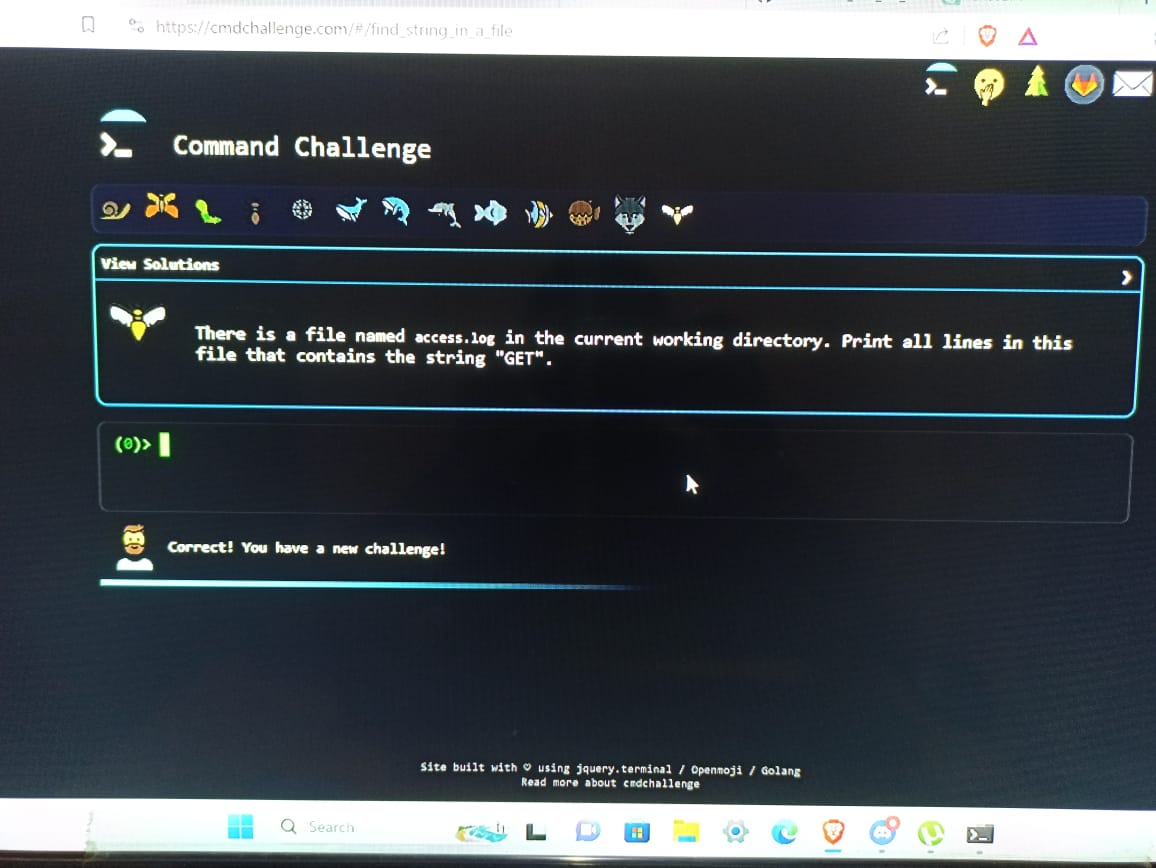 https://cmdchallenge.com/#/find_string_in_a_file
Command Challenge
View Solutions
There is a file named access.log in the current working directory. Print all lines in this
file that contains the string "GET".
(0)>
Correct! You have a new challenge!
Site built with ♡ using jquery.terminal / Openmoji / Golang
Read more about cmdchallenge
Search